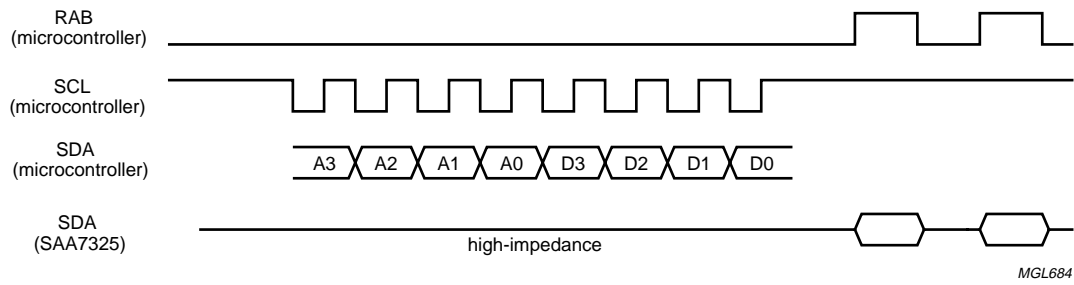 RAB
(microcontroller)
SCL
(microcontroller)
SDA
(microcontroller)
A3 A2 A1 A0 D3 D2 D1 D0
SDA
(SAA7325)
high-impedance
MGL684